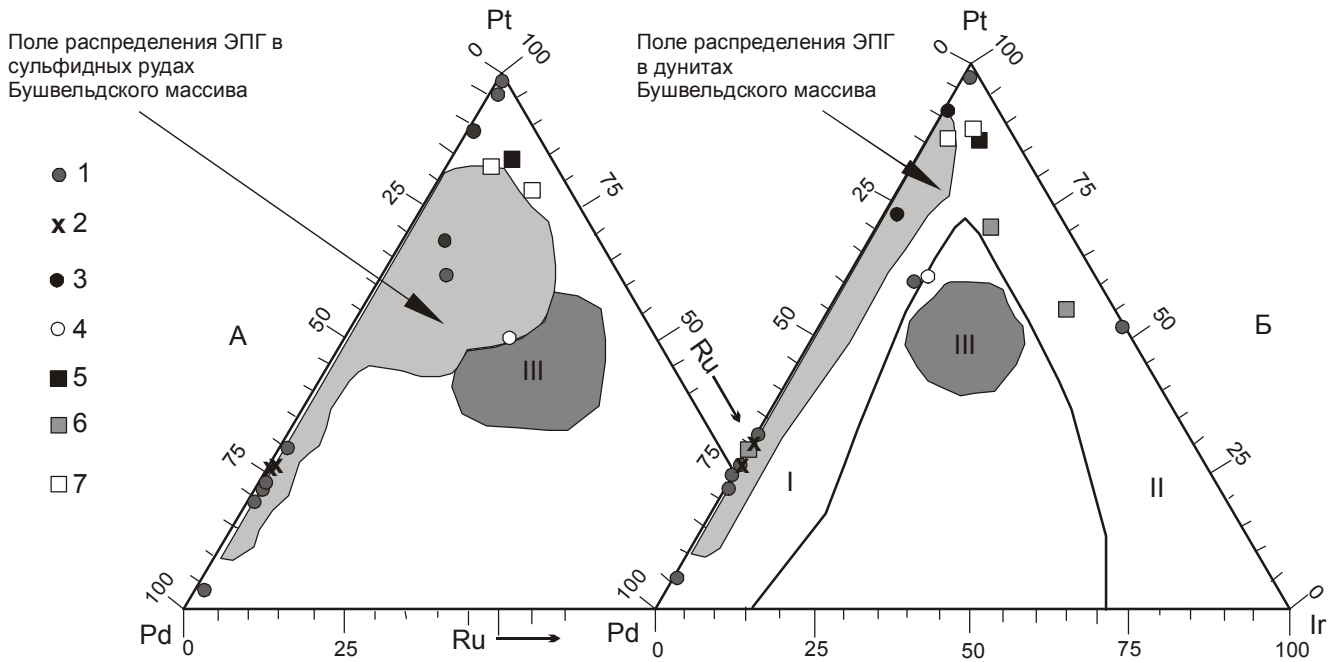 Поле распределения ЭПГ в
сульфидных рудах
Бушвельдского массива
Pt
0
100
25
75
50
50
75
100
Pd
0
25
Ru
А
III
1
x 2
3
4
5
6
7
Поле распределения ЭПГ
в дунитах
Бушвельдского массива
Pt
0
100
25
75
50
50
Ru
75
25
100
0
Pd
0
25
50
75
100
Ir
Б
I
II
III
x
x
x
x